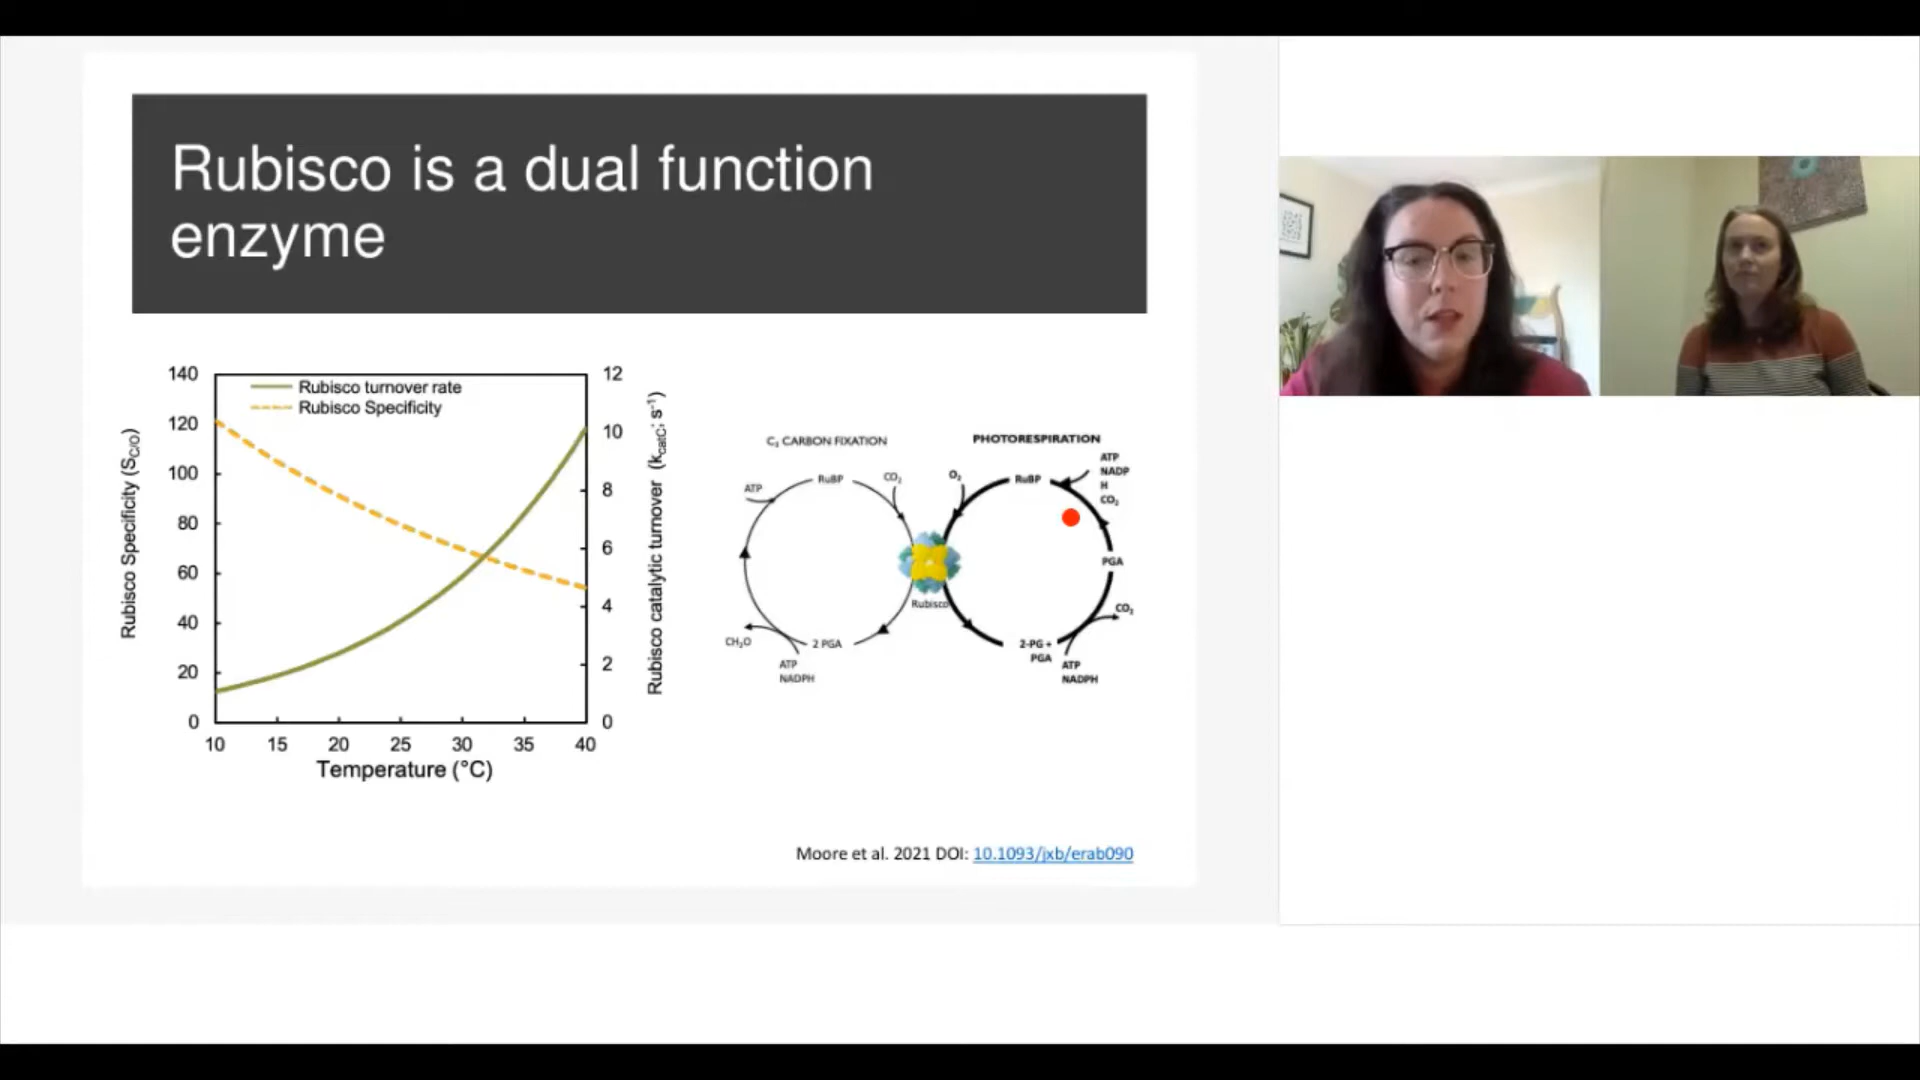 Rubisco is a dual function
enzyme
140
120
100
80
60
40
20
0
Rubisco Specificity (SC/O)
Rubisco turnover rate
Rubisco Specificity
12
10
8
6
4
2
0
Rubisco catalytic turnover (kcatC; s-1)
10 15 20 25 30 35 40
Temperature (°C)
C3 CARBON FIXATION
RuBP
CO2
ATP
CH2O
2 PGA
ATP
NADPH
Rubisco
PHOTORESPIRATION
O2
RuBP
ATP
NADP
H
CO2
PGA
CO2
2-PG +
PGA
ATP
NADPH
Moore et al. 2021 DOI: 10.1093/jxb/erab090